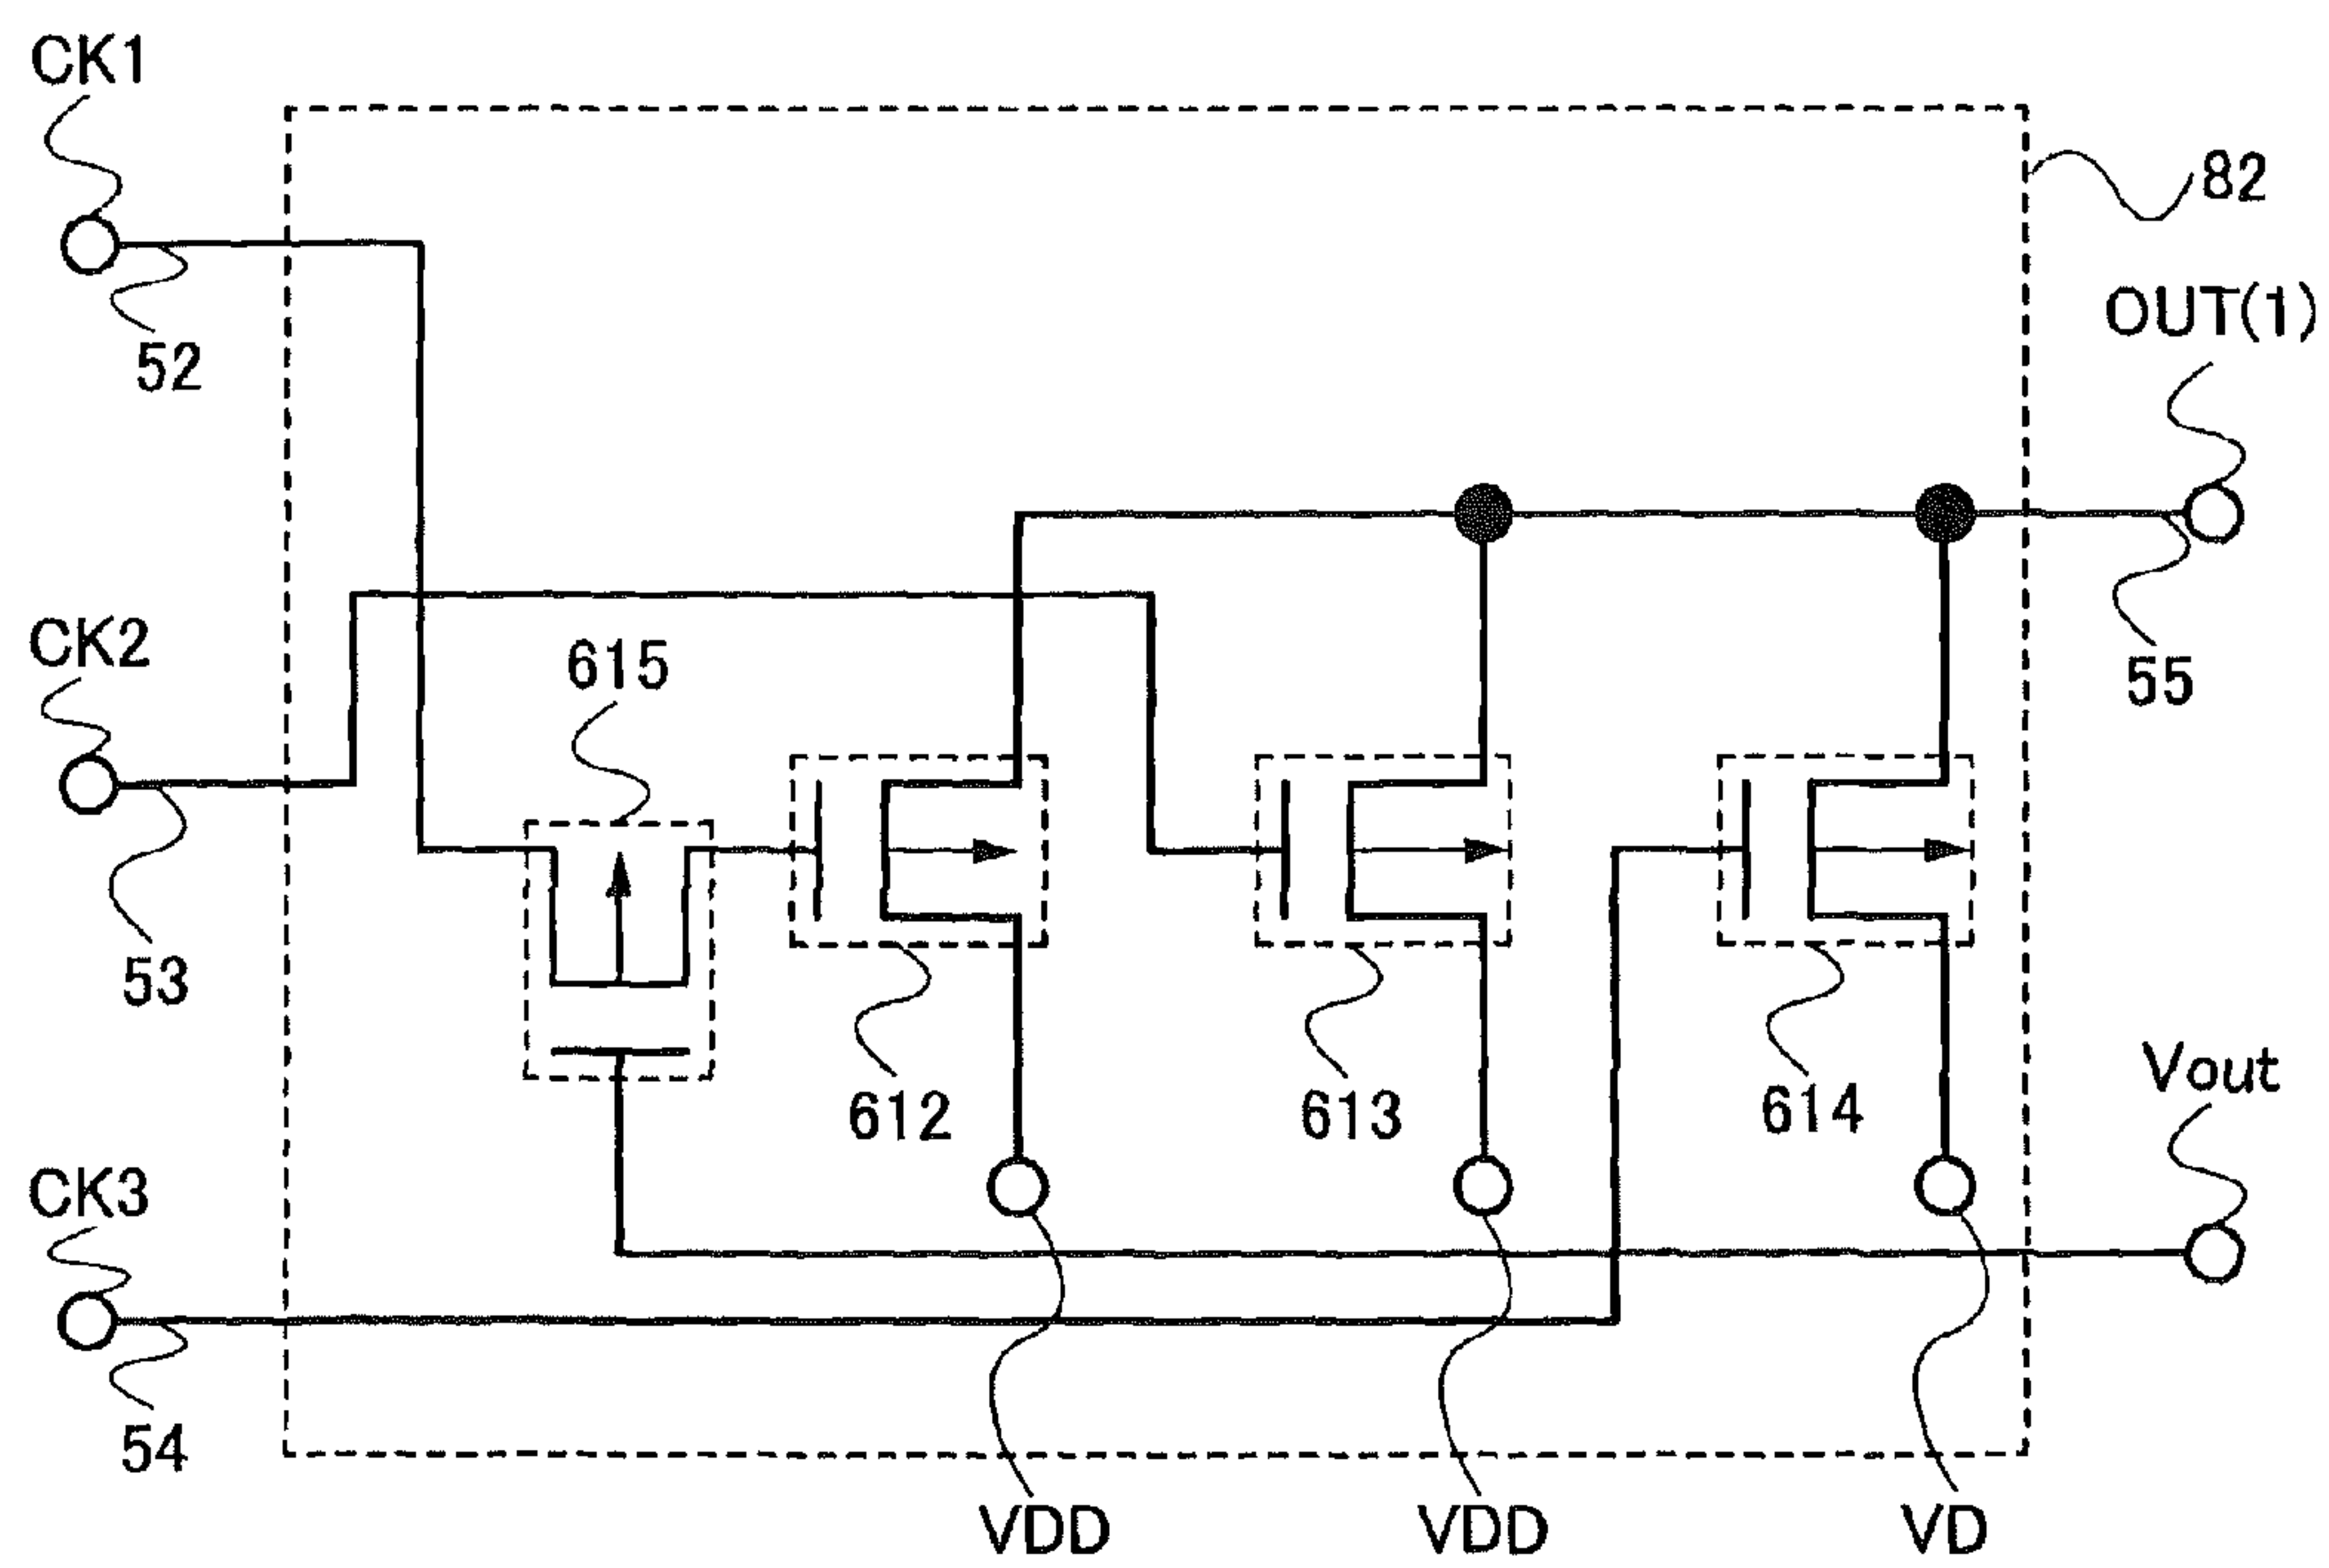 CK1
82
OUT(1)
52
CK2
615
55
53
Vout
612
613
614
CK3
54
VDD
VDD
VD